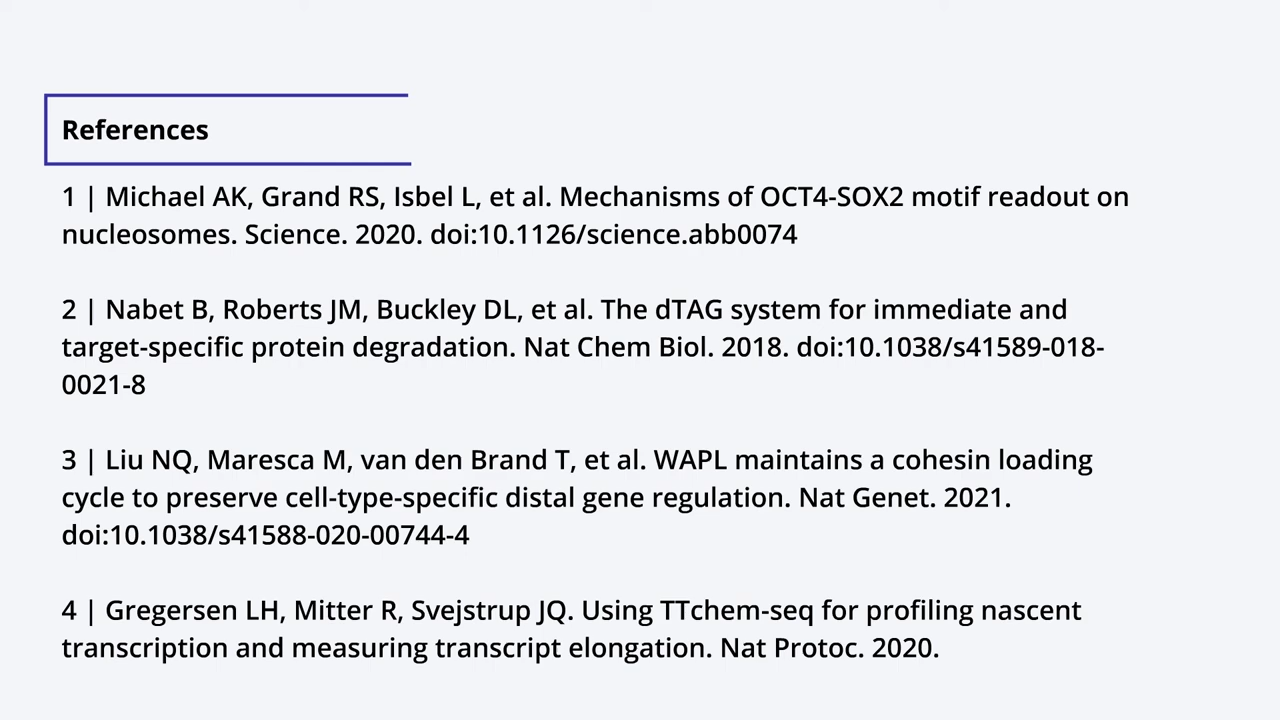 References
1 | Michael AK, Grand RS, Isbel L, et al. Mechanisms of OCT4-SOX2 motif readout on
nucleosomes. Science. 2020. doi:10.1126/science.abb0074
2 | Nabet B, Roberts JM, Buckley DL, et al. The dTAG system for immediate and
target-specific protein degradation. Nat Chem Biol. 2018. doi:10.1038/s41589-018-
0021-8
3 | Liu NQ, Maresca M, van den Brand T, et al. WAPL maintains a cohesin loading
cycle to preserve cell-type-specific distal gene regulation. Nat Genet. 2021.
doi:10.1038/s41588-020-00744-4
4 | Gregersen LH, Mitter R, Svejstrup JQ. Using TTchem-seq for profiling nascent
transcription and measuring transcript elongation. Nat Protoc. 2020.